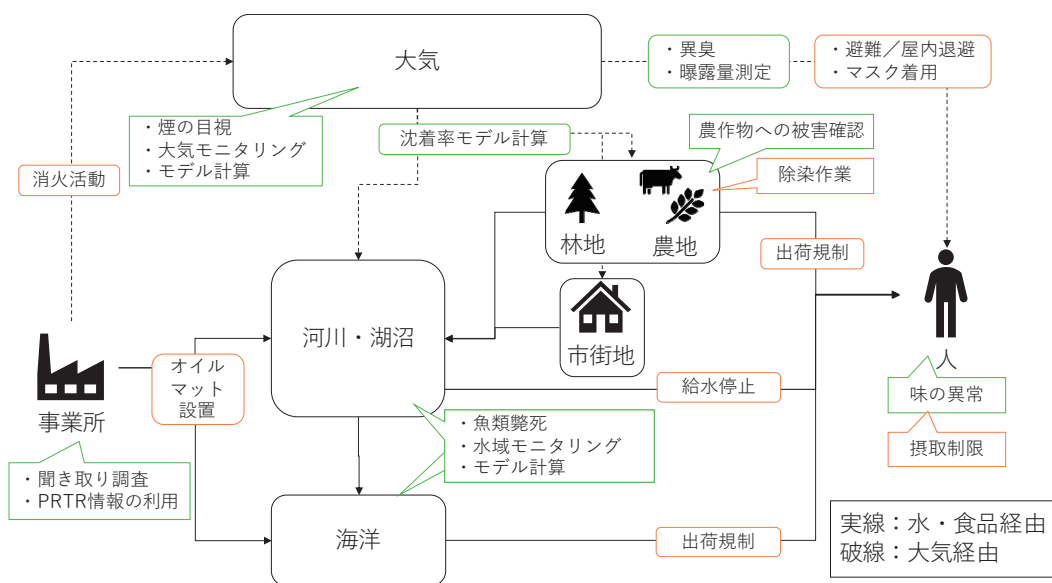 大気
・異臭
・曝露量測定
・避難／屋内退避
・マスク着用
・煙の目視
・大気モニタリング
・モデル計算
沈着率モデル計算
農作物への被害確認
除染作業
消火活動
林地
農地
出荷規制
河川・湖沼
市街地
人
オイル
マット
設置
給水停止
味の異常
事業所
・魚類斃死
・水域モニタリング
・モデル計算
摂取制限
・聞き取り調査
・PRTR情報の利用
海洋
出荷規制
実線：水・食品経由
破線：大気経由